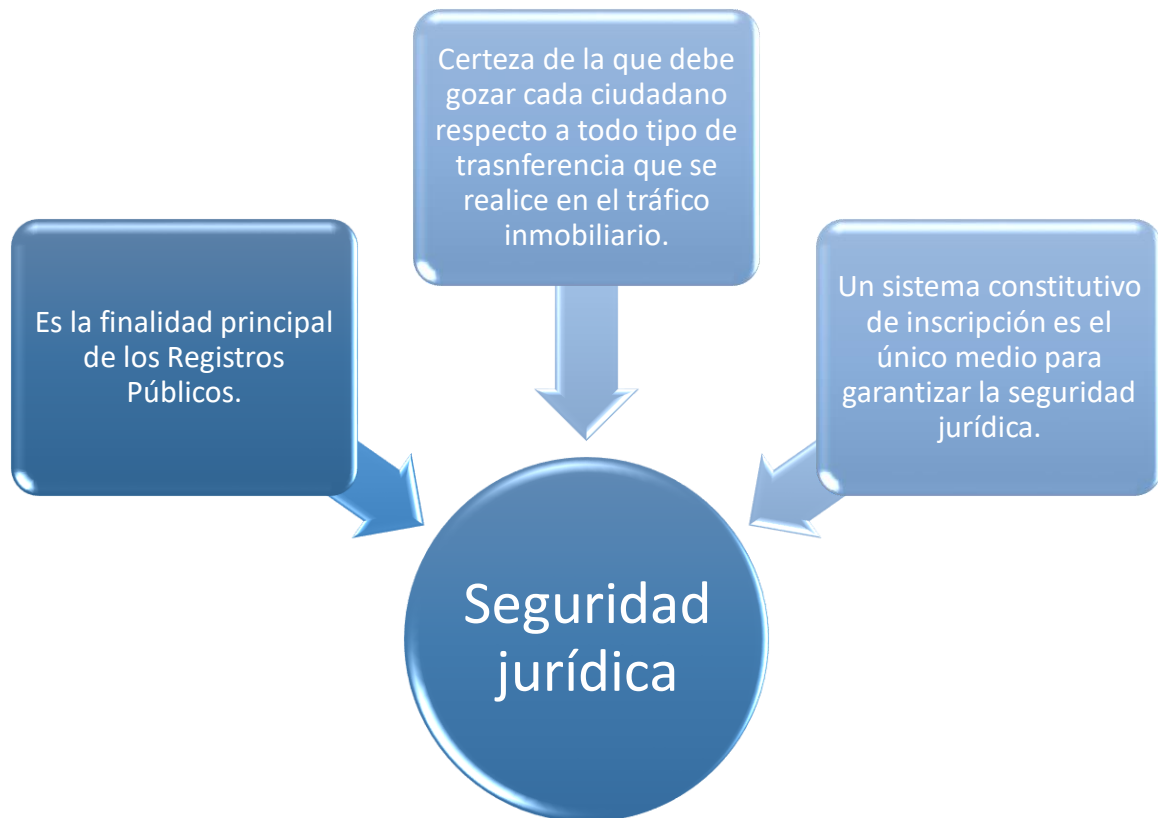 Certeza de la que debe
gozar cada ciudadano
respecto a todo tipo de
trasnferencia que se
realice en el tráfico
inmobiliario.
Es la finalidad principal
de los Registros
Públicos.
Un sistema constitutivo
de inscripción es el
único medio para
garantizar la seguridad
jurídica.
Seguridad
jurídica